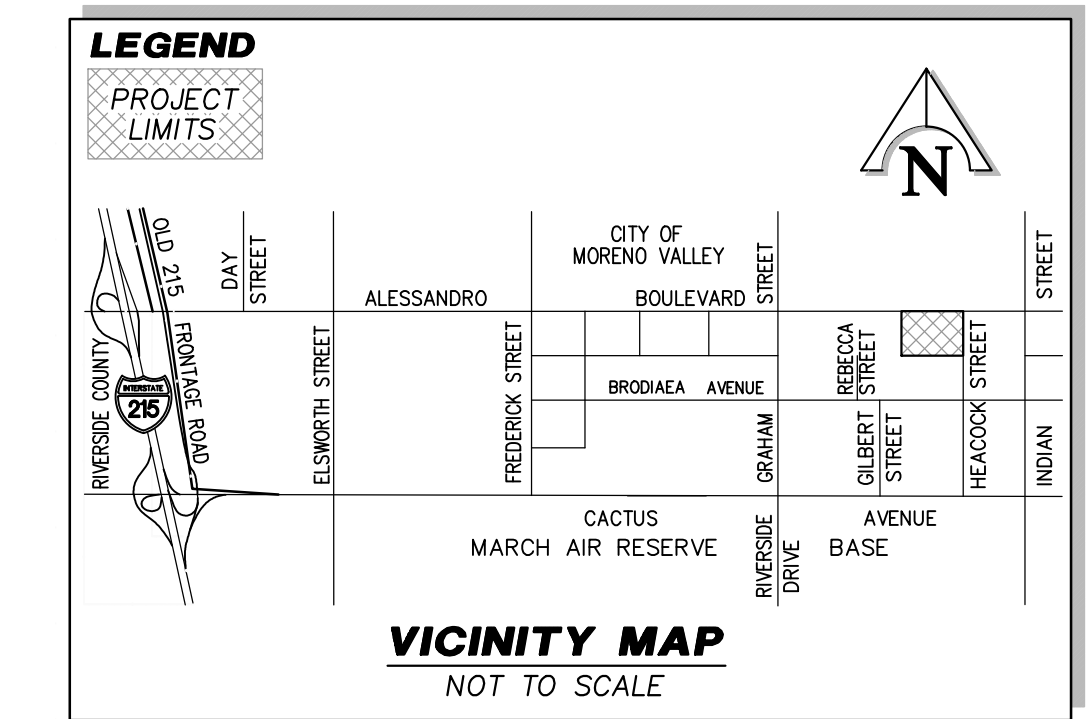 LEGEND
PROJECT
LIMITS
N
CITY OF
MORENO VALLEY
OLD 215
FRONTAGE ROAD
DAY
STREET
ALESSANDRO
BOULEVARD
STREET
STREET
RIVERSIDE COUNTY
INTERSTATE
215
ELSWORTH STREET
FREDERICK STREET
BRODIAEA AVENUE
GRAHAM
REBECCA
STREET
GILBERT
STREET
HEACOCK STREET
INDIAN
CACTUS
AVENUE
MARCH AIR RESERVE BASE
RIVERSIDE
DRIVE
VICINITY MAP
NOT TO SCALE